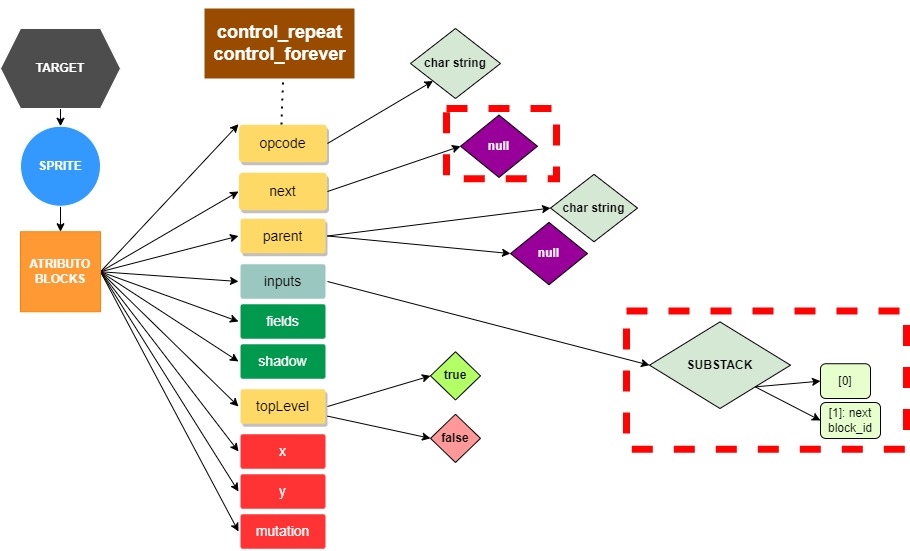 control_repeat
control_forever
TARGET
SPRITE
ATRIBUTO
BLOCKS
opcode
char string
next
null
parent
char string
null
inputs
SUBSTACK
[0]
[1]: next
block_id
fields
shadow
topLevel
true
false
x
y
mutation